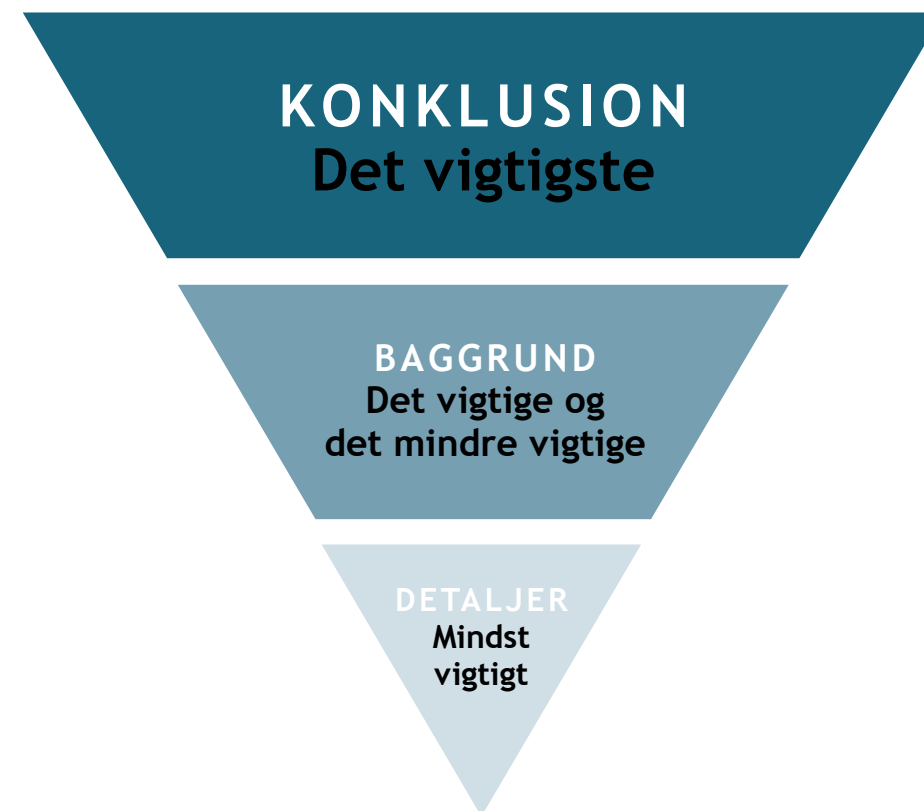 KONKLUSION
Det vigtigste
BAGGRUND
Det vigtige og
det mindre vigtige
DETALJER
Mindst
vigtigt